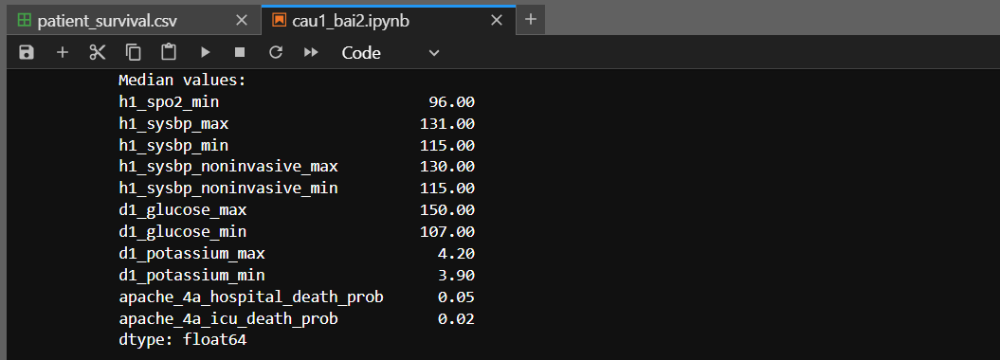 patient_survival.csv
cau1_bai2.ipynb
Code
Median values:
h1_spo2_min 96.00
h1_sysbp_max 131.00
h1_sysbp_min 115.00
h1_sysbp_noninvasive_max 130.00
h1_sysbp_noninvasive_min 115.00
d1_glucose_max 150.00
d1_glucose_min 107.00
d1_potassium_max 4.20
d1_potassium_min 3.90
apache_4a_hospital_death_prob 0.05
apache_4a_icu_death_prob 0.02
dtype: float64